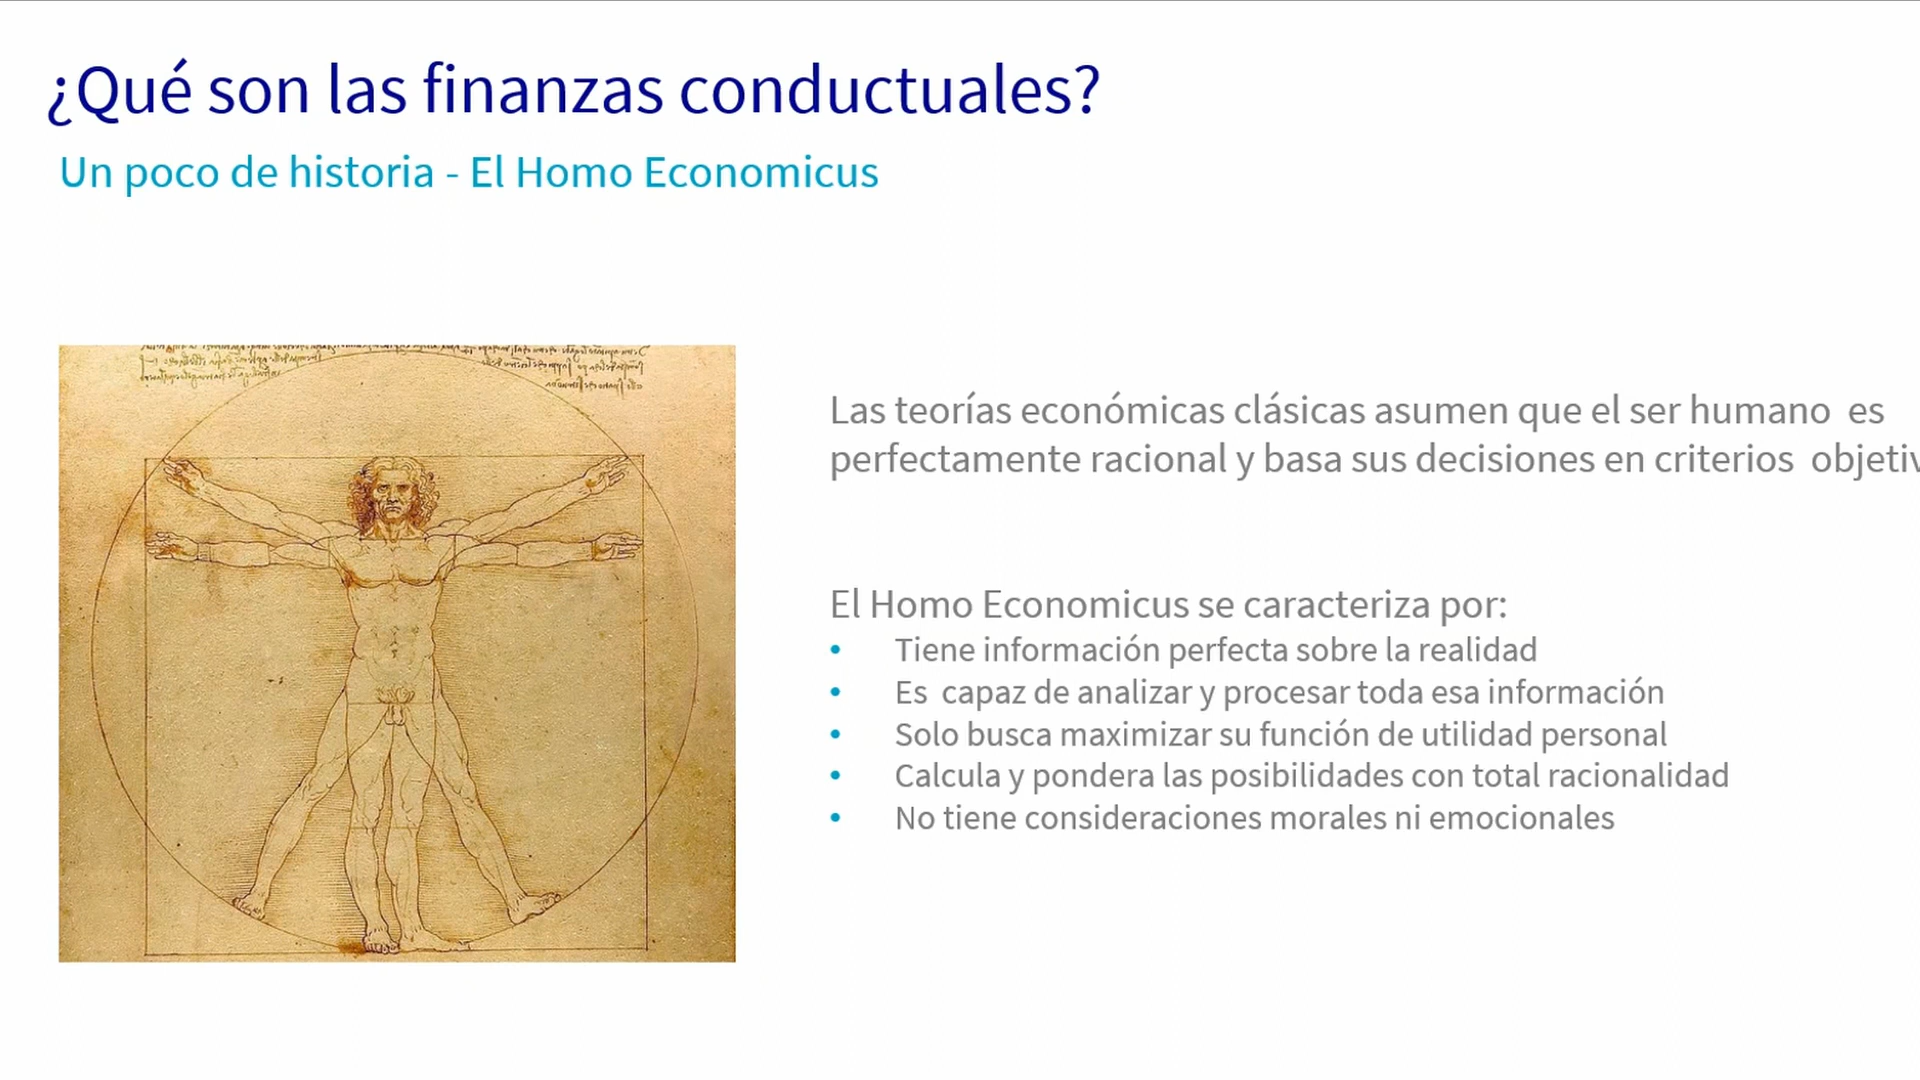 ¿Qué son las finanzas conductuales?
Un poco de historia - El Homo Economicus
Las teorías económicas clásicas asumen que el ser humano es
perfectamente racional y basa sus decisiones en criterios
El Homo Economicus se caracteriza por:
• Tiene información perfecta sobre la realidad
• Es capaz de analizar y procesar toda esa información
• Solo busca maximizar su función de utilidad personal
• Calcula y pondera las posibilidades con total racionalidad
• No tiene consideraciones morales ni emocionales